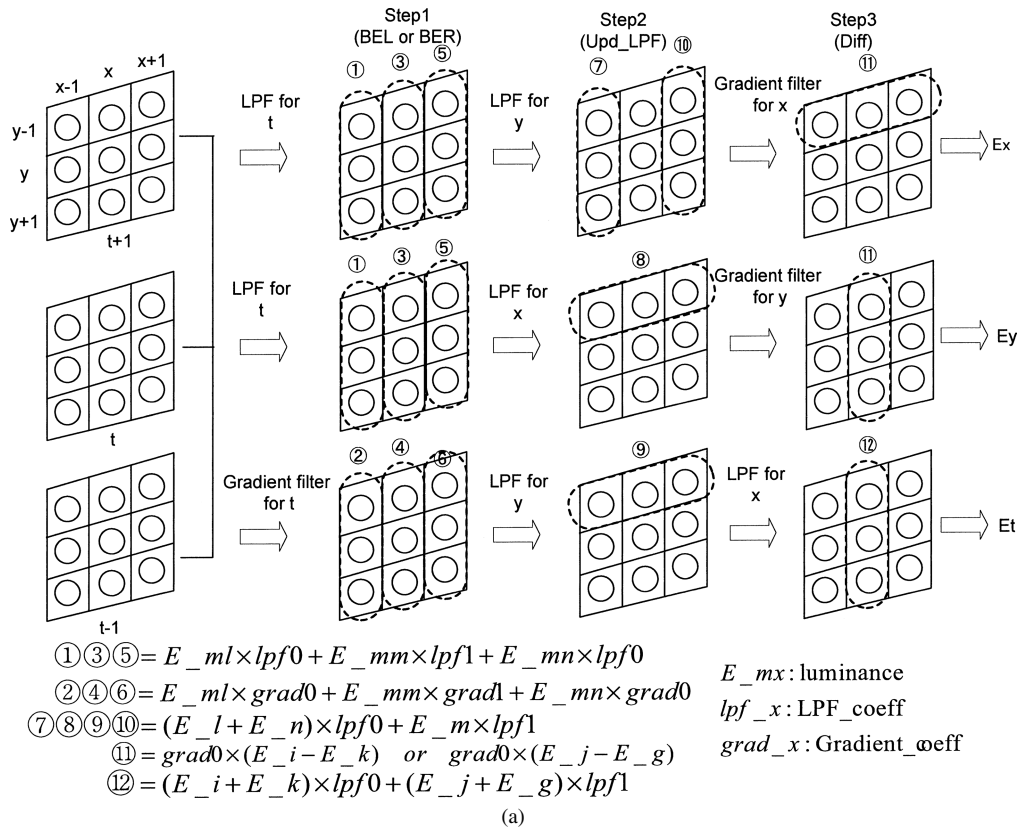 Step1
(BEL or BER)
Step2
(Upd_LPF)
Step3
(Diff)
x-1 x x+1
y-1
y
y+1
t+1
LPF for
t
① ③ ⑤
LPF for
y
⑦ ⑩
Gradient filter
for x
⑪
Ex
t
LPF for
t
① ③ ⑤
LPF for
x
⑧
Gradient filter
for y
⑪
Ey
t-1
Gradient filter
for t
② ④ ⑥
LPF for
y
⑨
LPF for
x
⑫
Et
①③⑤= E_ml×lpf0+E_mm×lpf1+E_mn×lpf0
②④⑥= E_ml×grad0+E_mm×grad1+E_mn×grad0
⑦⑧⑨⑩=(E_l+E_n)×lpf0+E_m×lpf1
⑪=grad0×(E_i−E_k) or grad0×(E_j−E_g)
⑫=(E_i+E_k)×lpf0+(E_j+E_g)×lpf1
E_mx: luminance
lpf_x: LPF_coeff
grad_x: Gradient_coeff
(a)